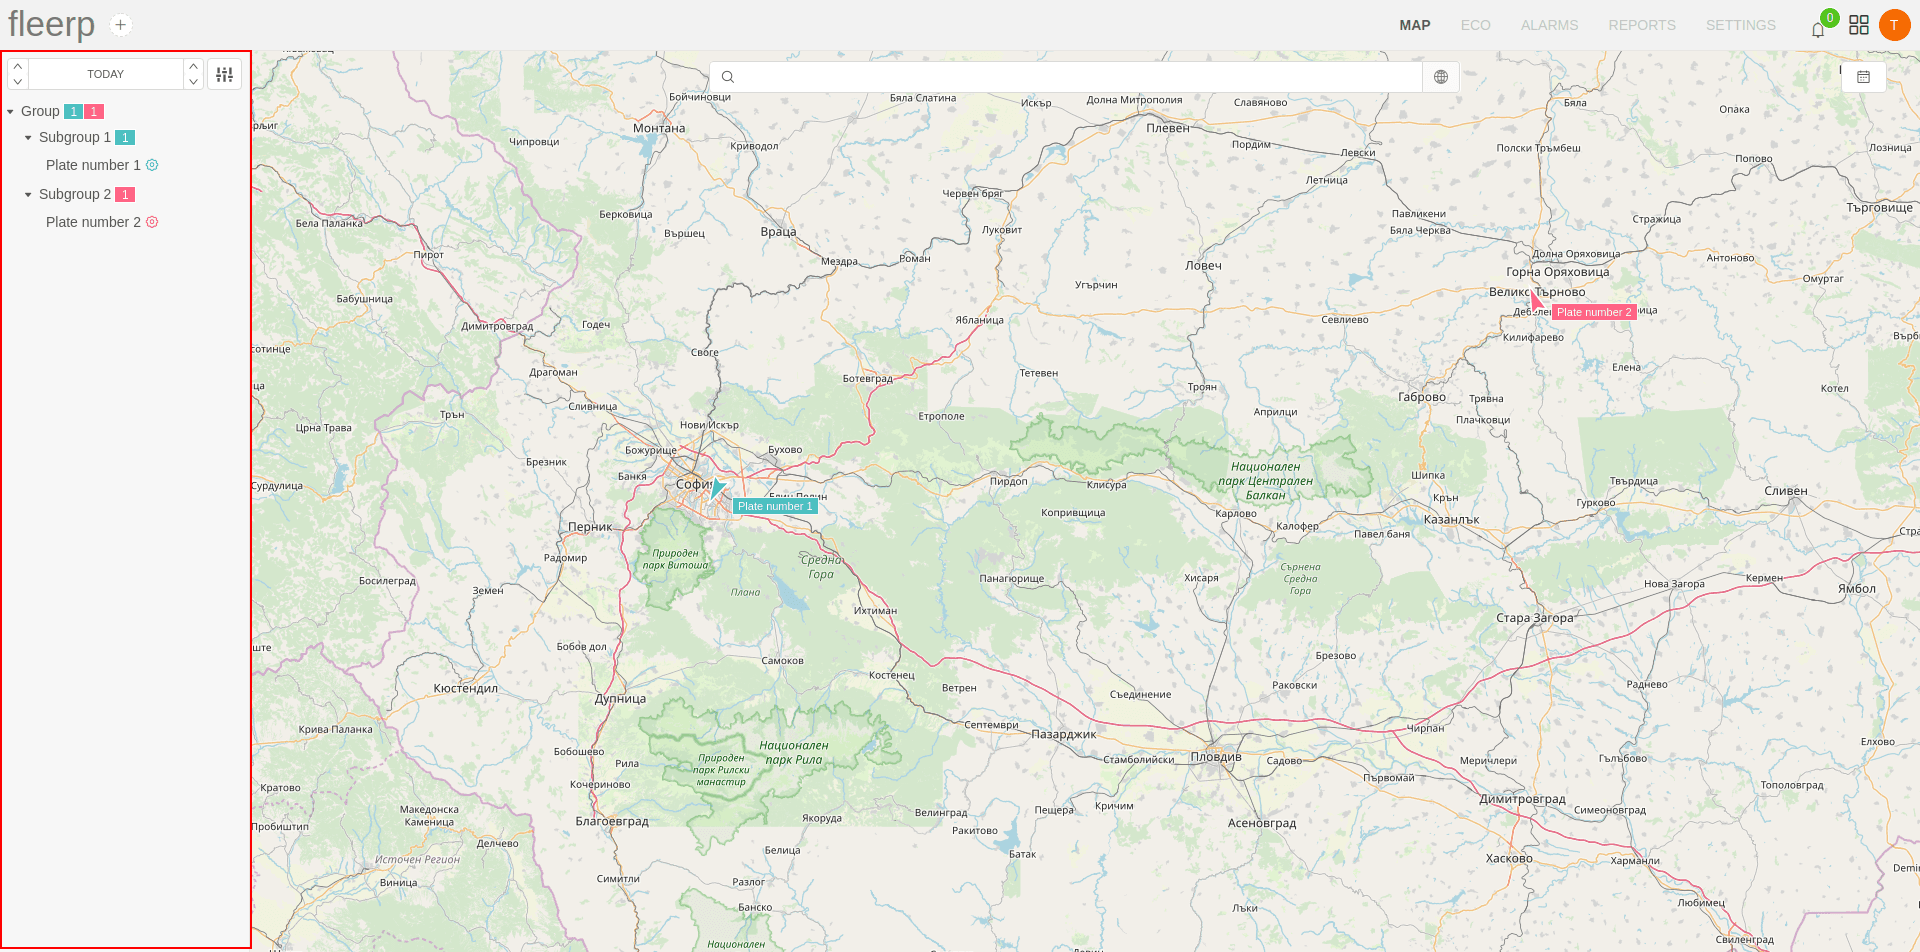 fleerp
MAP ECO ALARMS REPORTS SETTINGS 0 T
TODAY
Group 1 1
Subgroup 1 1
Plate number 1
Subgroup 2 1
Plate number 2
Бойчиновци
Бяла Слатина
Искър
Долна Митрополия
Славяново
Бяла
Опака
Монтана
Чипровци
Криводол
Плевен
Пордим
Левски
Полски Тръмбеш
Попово
Лозница
Летница
Червен бряг
Берковица
Бела Паланка
Вършец
Враца
Луковит
Павликени
Бяла Черква
Стражица
Търговище
Пирот
Мездра
Роман
Ловеч
Долна Оряховица
Горна Оряховица
Антоново
Омуртаг
Бабушница
Угърчин
Велико Търново
Plate number 2
Димитровград
Годеч
Ябланица
Севлиево
Килифарево
Своге
Драгоман
Ботевград
Тетевен
Троян
Елена
Котел
Габрово
Трявна
Сливница
Трън
Црна Трава
Етрополе
Априлци
Плачковци
Нови Искър
Божурище
Бухово
Брезник
Банка
Сурдулица
София
Елин Пелин
Plate number 1
Пирдоп
Клисура
Национален
парк Централен
Балкан
Шипка
Крън
Твърдица
Гурково
Сливен
Копривщица
Карлово
Калофер
Казанлък
Павел баня
Перник
Радомир
Природен
парк Витоша
Средна
Гора
Плана
Панагюрище
Хисаря
Сърнена
Средна
Гора
Босилеград
Земен
Ихтиман
Нова Загора
Кермен
Ямбол
Стара Загора
Бобов дол
Самоков
Костенец
Брезово
Кюстендил
Дупница
Ветрен
Съединение
Раковски
Раднево
Крива Паланка
Септември
Пазарджик
Чирпан
Елхово
Бобошево
Рила
Национален
парк Рила
Природен
парк Рилски
манастир
Стамболийски
Пловдив
Садово
Меричлери
Гълъбово
Първомай
Тополовград
Кратово
Кочериново
Македонска
Каменица
Пробиштип
Благоевград
Якоруда
Велинград
Пещера
Кричим
Димитровград
Симеоновград
Ракитово
Асеновград
Делчево
Източен Регион
Белица
Батак
Хасково
Харманли
Виница
Симитли
Разлог
Банско
Лъки
Любимец
Свиленград
Национален